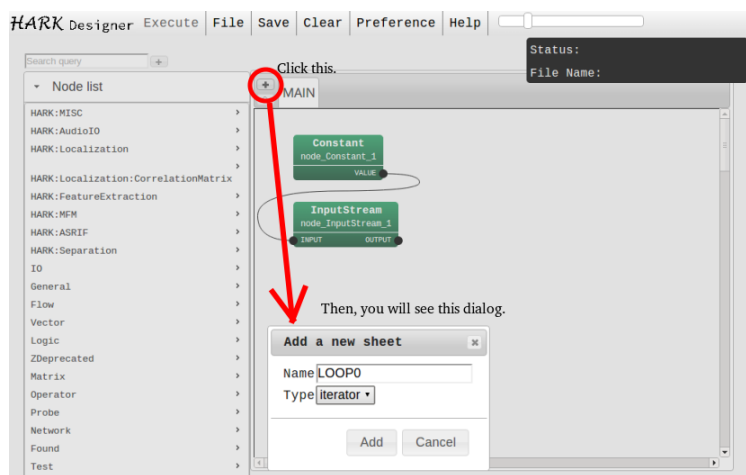 HARK Designer Execute File Save Clear Preference Help
Status:
File Name:
Search query +
Click this.
Node list
+ MAIN
HARK:MISC
HARK:AudioIO
HARK:Localization
HARK:Localization:CorrelationMatrix
HARK:FeatureExtraction
HARK:MFM
HARK:ASRIF
HARK:Separation
IO
General
Flow
Vector
Logic
ZDeprecated
Matrix
Operator
Probe
Network
Found
Test
Constant
node_Constant_1
VALUE
InputStream
node_InputStream_1
INPUT OUTPUT
Then, you will see this dialog.
Add a new sheet x
Name LOOP0
Type iterator
Add Cancel